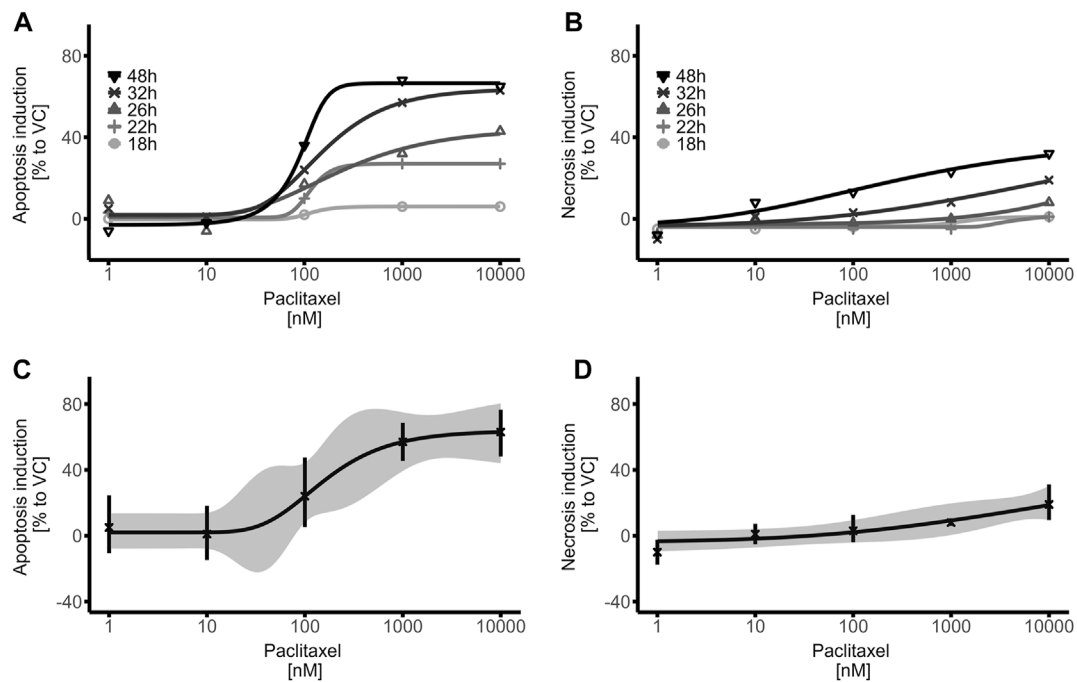 A
Apoptosis induction
[% to VC]
80
40
0
48h
32h
26h
22h
18h
1 10 100 1000 10000
Paclitaxel
[nM]
B
Necrosis induction
[% to VC]
80
40
0
48h
32h
26h
22h
18h
1 10 100 1000 10000
Paclitaxel
[nM]
C
Apoptosis induction
[% to VC]
80
40
0
-40
1 10 100 1000 10000
Paclitaxel
[nM]
D
Necrosis induction
[% to VC]
80
40
0
-40
1 10 100 1000 10000
Paclitaxel
[nM]